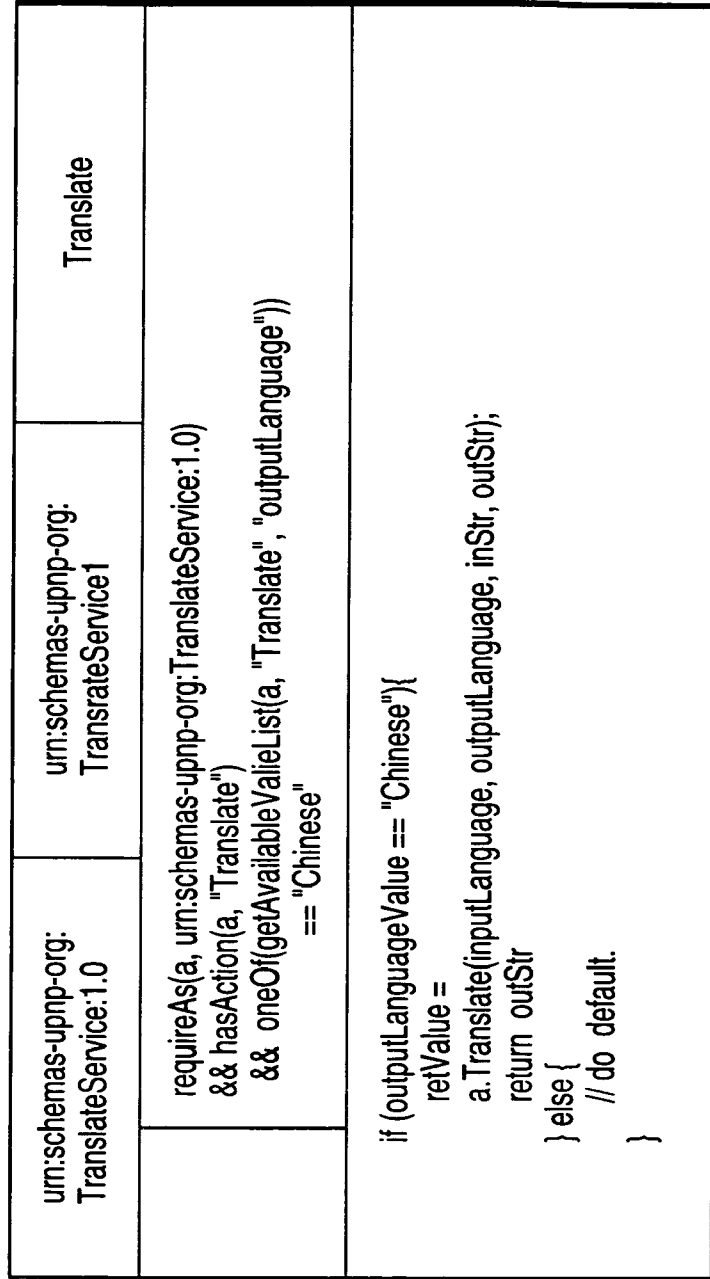 urn:schemas-upnp-org:
TranslateService:1.0
urn:schemas-upnp-org:
TransrateService1
Translate
requireAs(a, urn:schemas-upnp-org:TranslateService:1.0)
&& hasAction(a, "Translate")
&& oneOf(getAvailableValieList(a, "Translate", "outputLanguage"))
== "Chinese"
if (outputLanguageValue == "Chinese"){
retValue =
a.Translate(inputLanguage, outputLanguage, inStr, outStr);
return outStr
} else {
// do default.
}